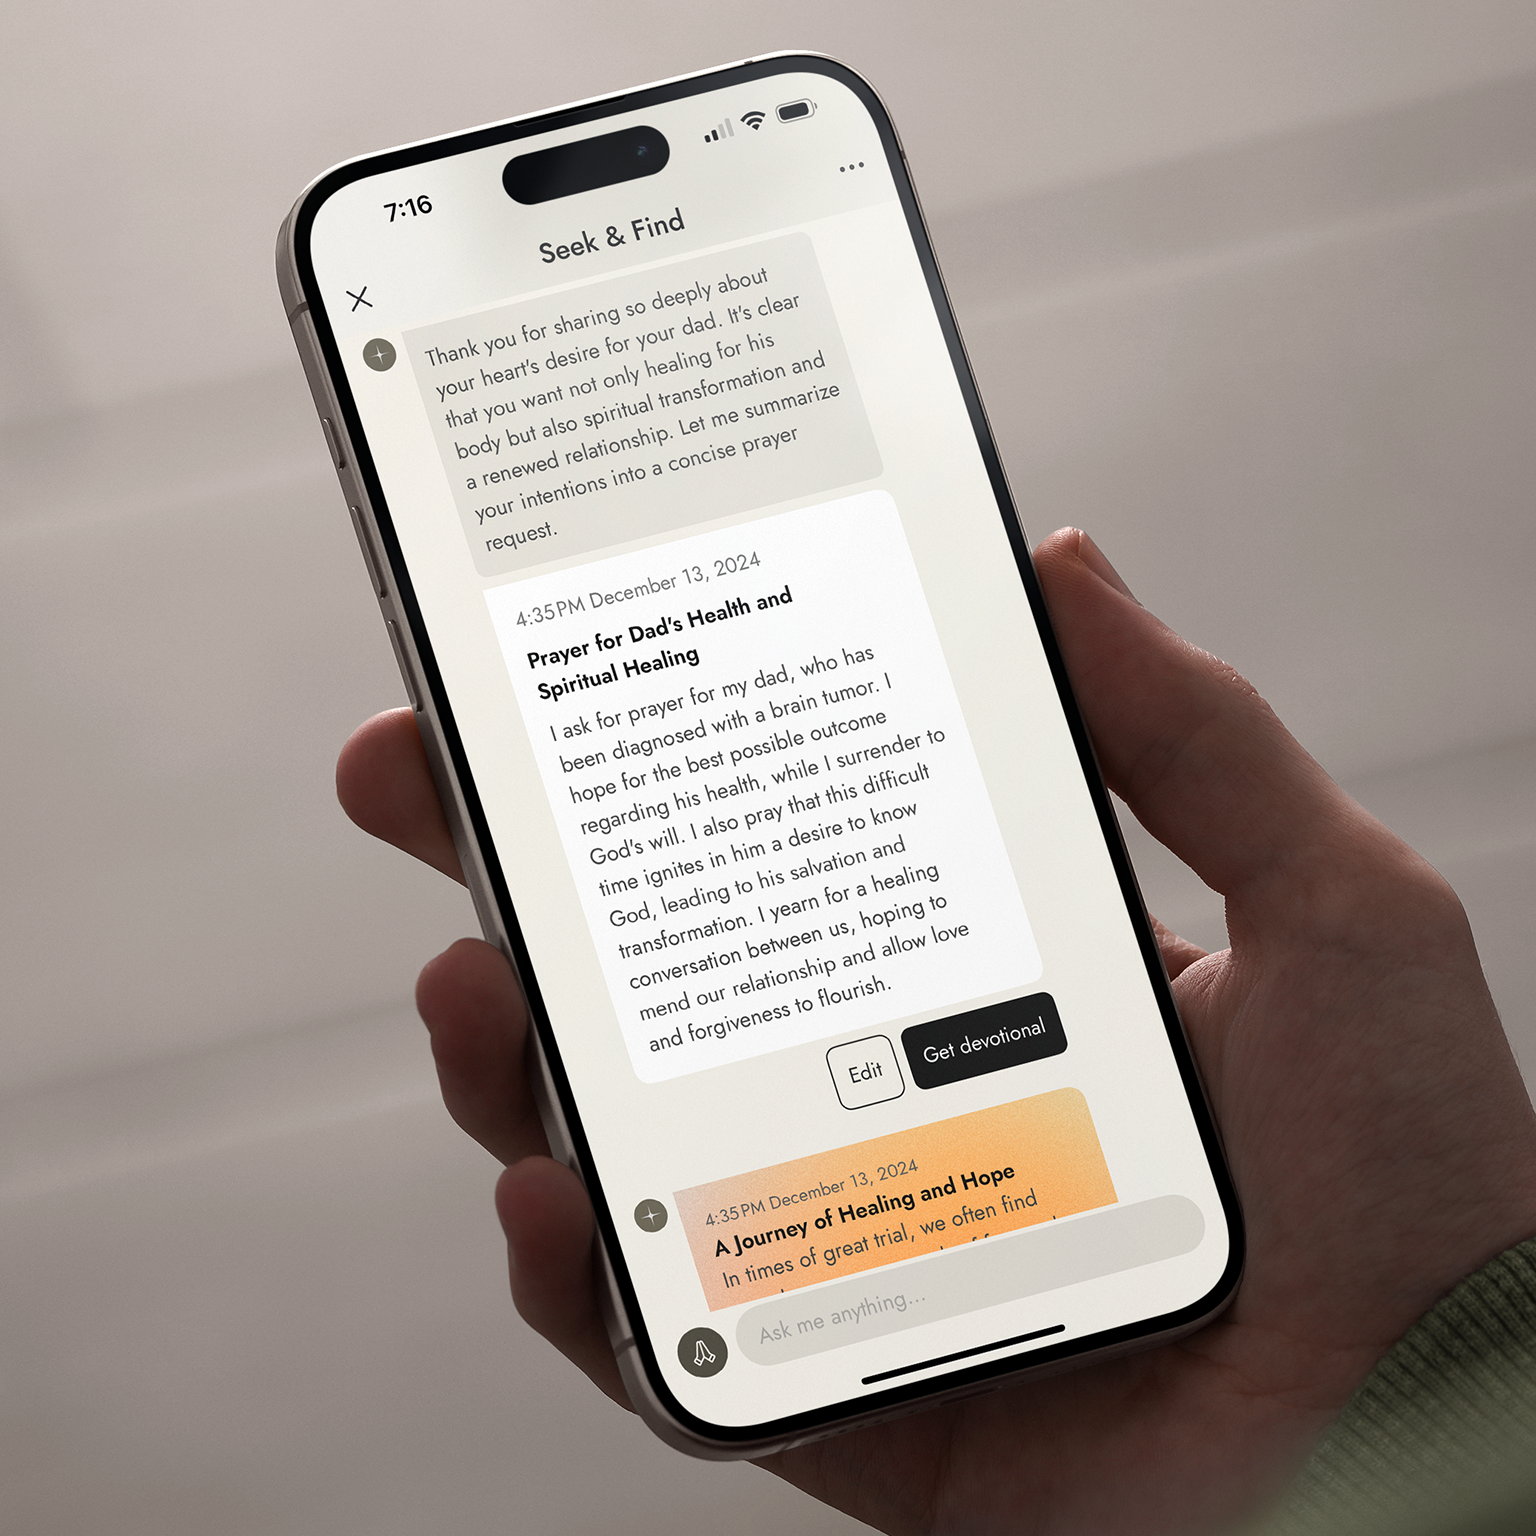 7:16
Seek & Find
Thank you for sharing so deeply about
your heart's desire for your dad. It's clear
that you want not only healing for his
body but also spiritual transformation and
a renewed relationship. Let me summarize
your intentions into a concise prayer
request.
4:35PM December 13, 2024
Prayer for Dad's Health and
Spiritual Healing
I ask for prayer for my dad, who has
been diagnosed with a brain tumor. I
hope for the best possible outcome
regarding his health, while I surrender to
God's will. I also pray that this difficult
time ignites in him a desire to know
God, leading to his salvation and
transformation. I yearn for a healing
conversation between us, hoping to
mend our relationship and allow love
and forgiveness to flourish.
Edit
Get devotional
4:35PM December 13, 2024
A Journey of Healing and Hope
In times of great trial, we often find
Ask me anything...